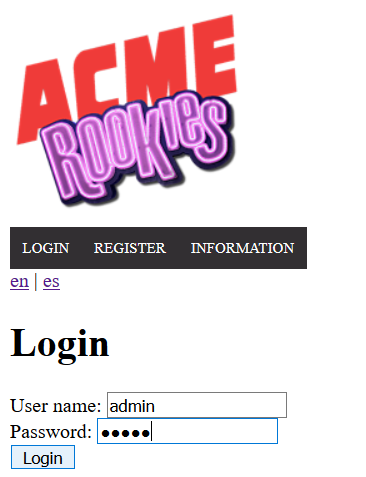 ACME
Rookies
LOGIN REGISTER INFORMATION
en | es
Login
User name: admin
Password: •••••
Login